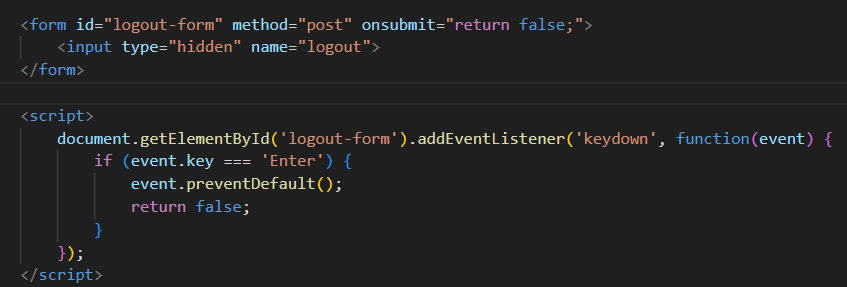 <form id="logout-form" method="post" onsubmit="return false;">
<input type="hidden" name="logout">
</form>
<script>
document.getElementById('logout-form').addEventListener('keydown', function(event) {
if (event.key === 'Enter') {
event.preventDefault();
return false;
}
});
</script>